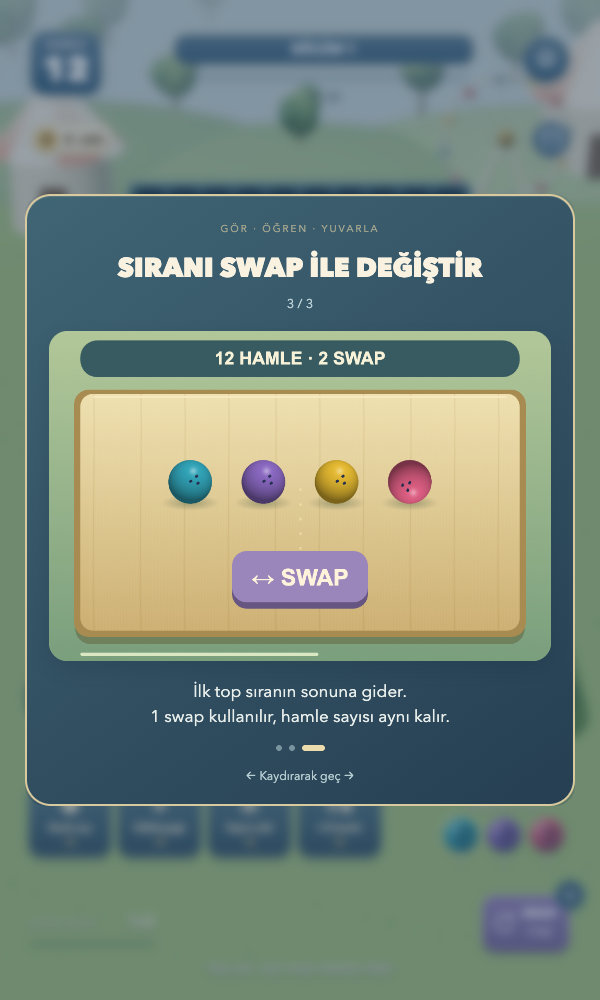 12
GÖR · ÖĞREN · YUVARLA
SIRANI SWAP İLE DEĞİŞTİR
3 / 3
12 HAMLE · 2 SWAP
↔ SWAP
İlk top sıranın sonuna gider.
1 swap kullanılır, hamle sayısı aynı kalır.
← Kaydırarak geç →